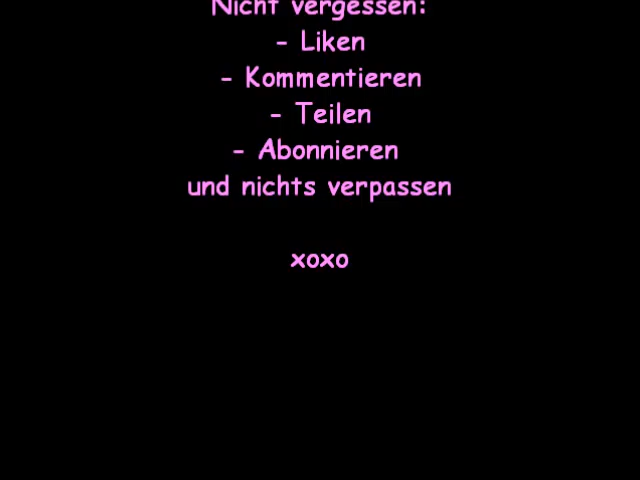 Nicht vergessen:
- Liken
- Kommentieren
- Teilen
- Abonnieren
und nichts verpassen
xoxo